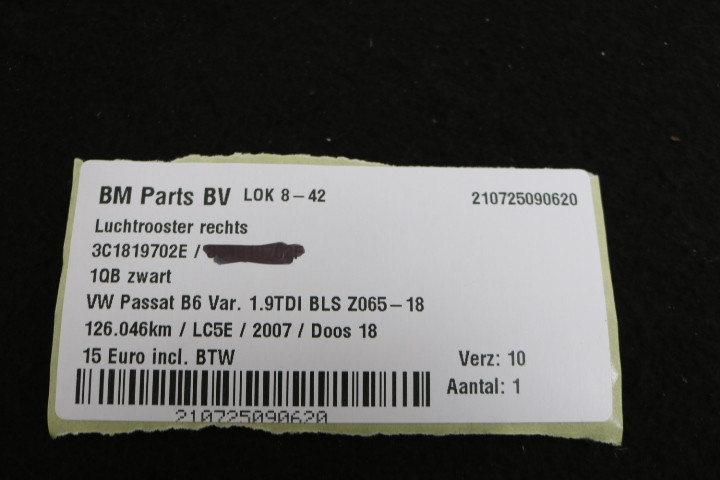 BM Parts BV LOK 8-42 210725090620
Luchtrooster rechts
3C1819702E /
1QB zwart
VW Passat B6 Var. 1.9TDI BLS Z065-18
126.046km / LC5E / 2007 / Doos 18
15 Euro incl. BTW Verz: 10
Aantal: 1
210725090620